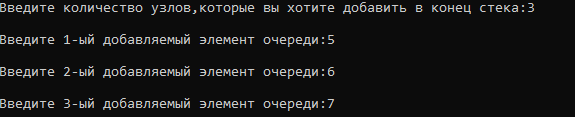 Введите количество узлов,которые вы хотите добавить в конец стека:3
Введите 1-ый добавляемый элемент очереди:5
Введите 2-ый добавляемый элемент очереди:6
Введите 3-ый добавляемый элемент очереди:7